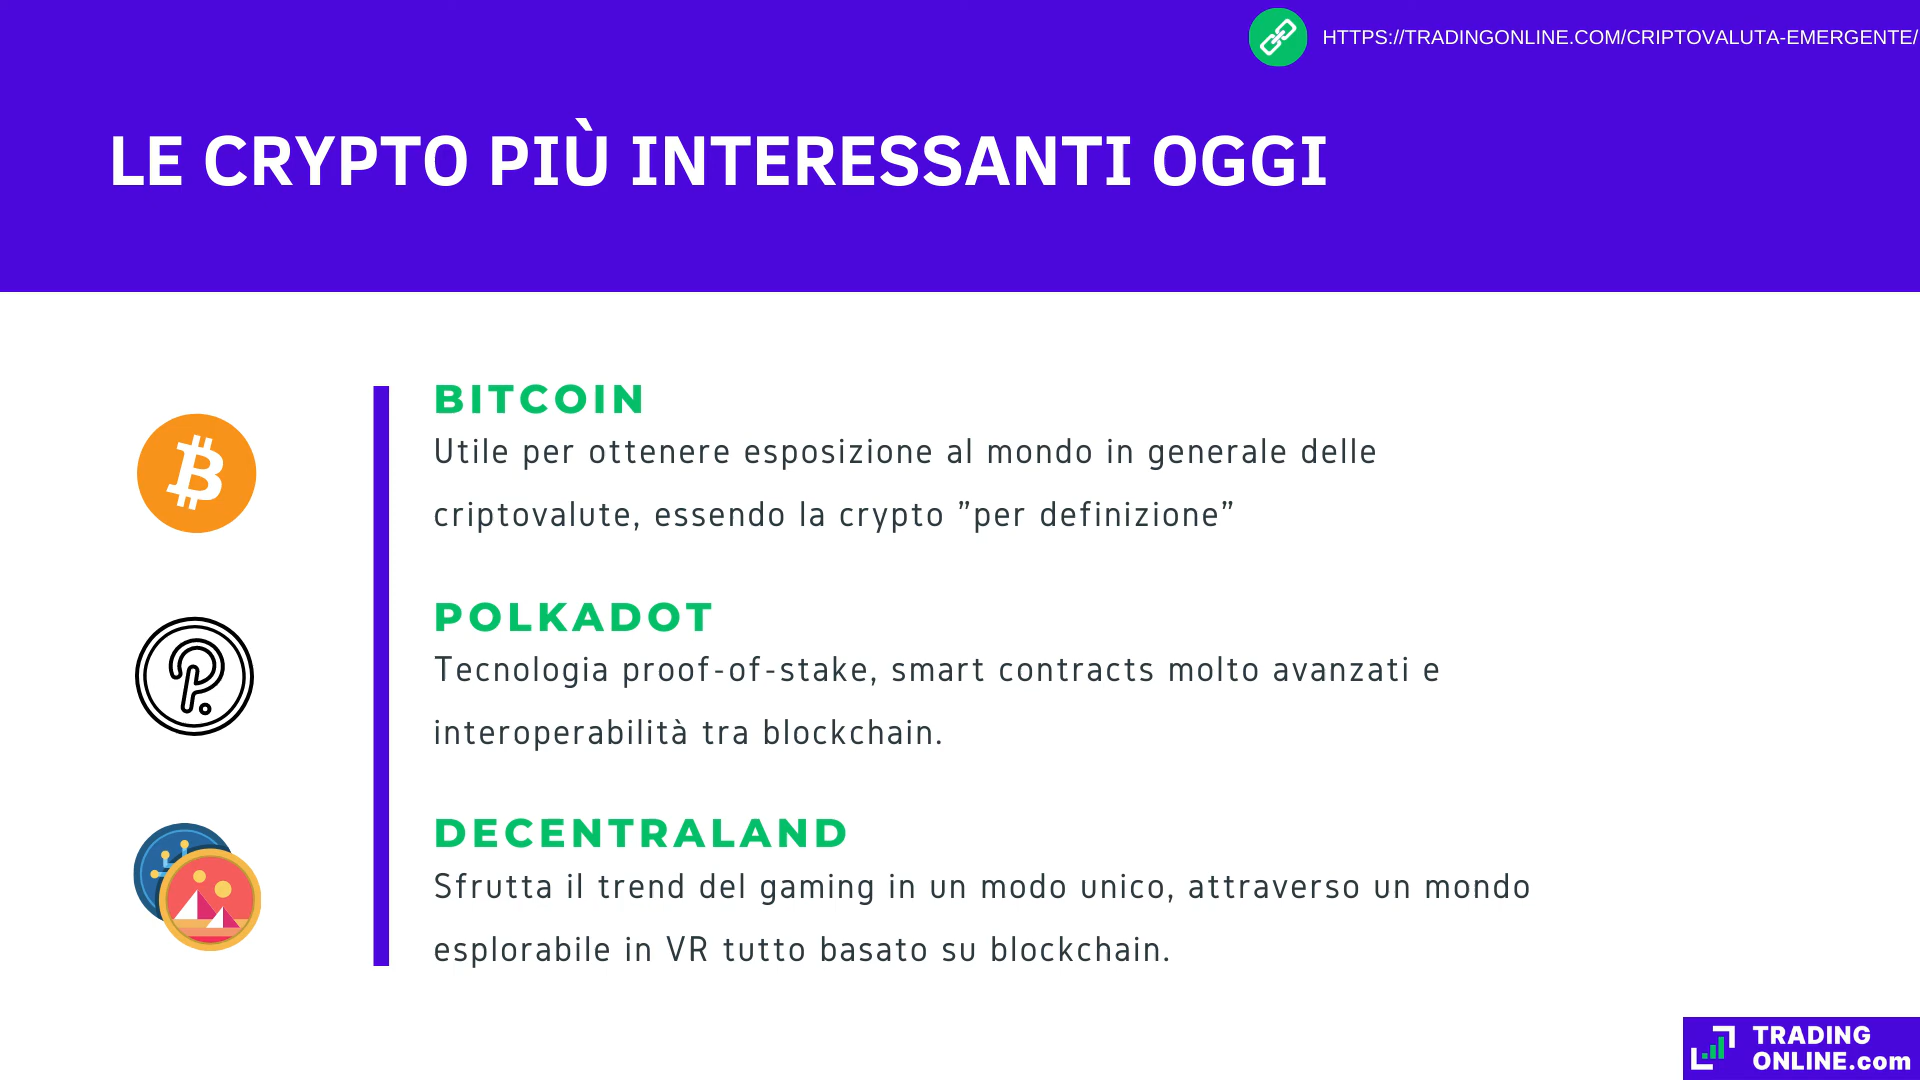 HTTPS://TRADINGONLINE.COM/CRIPTOVALUTA-EMERGENTE/
LE CRYPTO PIÙ INTERESSANTI OGGI
BITCOIN
Utile per ottenere esposizione al mondo in generale delle
criptovalute, essendo la crypto ”per definizione”
POLKADOT
Tecnologia proof-of-stake, smart contracts molto avanzati e
interoperabilità tra blockchain.
DECENTRALAND
Sfrutta il trend del gaming in un modo unico, attraverso un mondo
esplorabile in VR tutto basato su blockchain.
TRADING
ONLINE.com